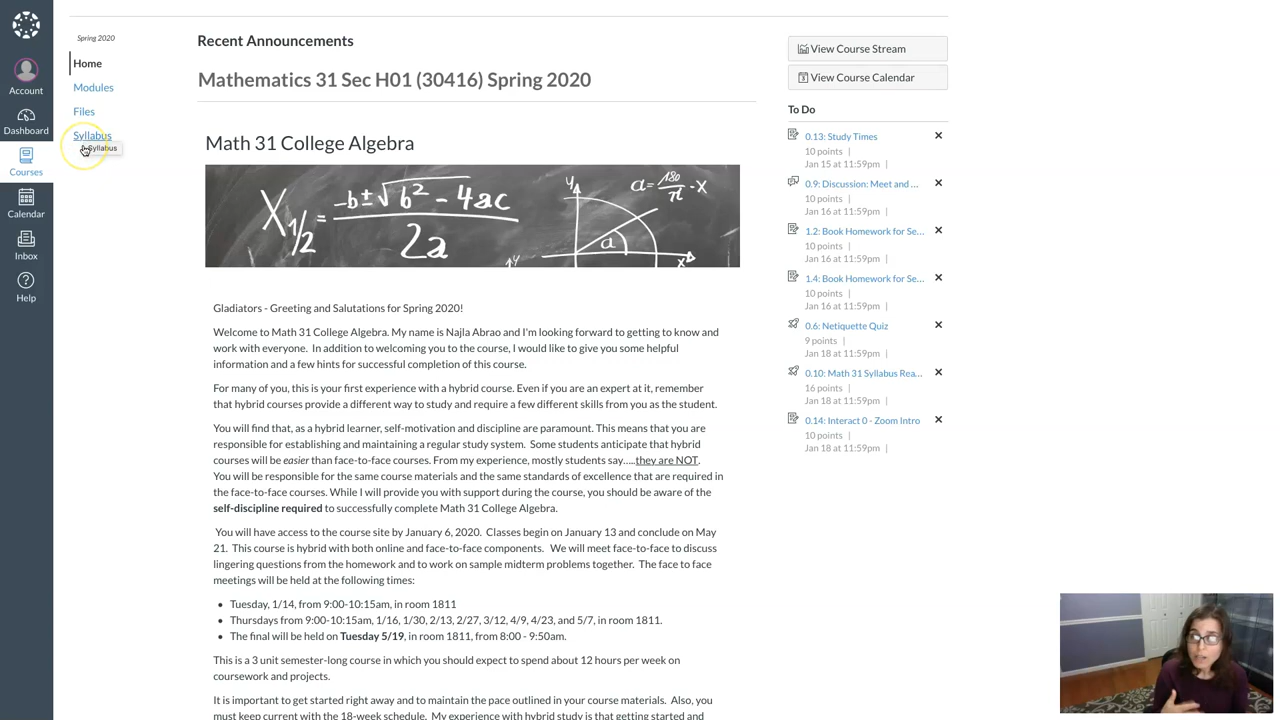 Account
Dashboard
Courses
Calendar
Inbox
Help
Spring 2020
Home
Modules
Files
Syllabus
Syllabus
Recent Announcements
Mathematics 31 Sec H01 (30416) Spring 2020
Math 31 College Algebra
X1/2 = -b±√b²-4ac / 2a
y
a = 180/π · x
a
x
y
Gladiators - Greeting and Salutations for Spring 2020!
Welcome to Math 31 College Algebra. My name is Najla Abrao and I'm looking forward to getting to know and
work with everyone.  In addition to welcoming you to the course, I would like to give you some helpful
information and a few hints for successful completion of this course.
For many of you, this is your first experience with a hybrid course. Even if you are an expert at it, remember
that hybrid courses provide a different way to study and require a few different skills from you as the student.
You will find that, as a hybrid learner, self-motivation and discipline are paramount. This means that you are
responsible for establishing and maintaining a regular study system.  Some students anticipate that hybrid
courses will be easier than face-to-face courses. From my experience, mostly students say…..they are NOT.
You will be responsible for the same course materials and the same standards of excellence that are required in
the face-to-face courses. While I will provide you with support during the course, you should be aware of the
self-discipline required to successfully complete Math 31 College Algebra.
You will have access to the course site by January 6, 2020.  Classes begin on January 13 and conclude on May
21.  This course is hybrid with both online and face-to-face components.   We will meet face-to-face to discuss
lingering questions from the homework and to work on sample midterm problems together.  The face to face
meetings will be held at the following times:
• Tuesday, 1/14, from 9:00-10:15am, in room 1811
• Thursdays from 9:00-10:15am, 1/16, 1/30, 2/13, 2/27, 3/12, 4/9, 4/23, and 5/7, in room 1811.
• The final will be held on Tuesday 5/19, in room 1811, from 8:00 - 9:50am.
This is a 3 unit semester-long course in which you should expect to spend about 12 hours per week on
coursework and projects.
It is important to get started right away and to maintain the pace outlined in your course materials.  Also, you
must keep current with the 18-week schedule.  My experience with hybrid study is that getting started and
View Course Stream
View Course Calendar
To Do
0.13: Study Times
10 points |
Jan 15 at 11:59pm |
0.9: Discussion: Meet and ...
10 points |
Jan 16 at 11:59pm |
1.2: Book Homework for Se...
10 points |
Jan 16 at 11:59pm |
1.4: Book Homework for Se...
10 points |
Jan 16 at 11:59pm |
0.6: Netiquette Quiz
9 points |
Jan 18 at 11:59pm |
0.10: Math 31 Syllabus Rea...
16 points |
Jan 18 at 11:59pm |
0.14: Interact 0 - Zoom Intro
10 points |
Jan 18 at 11:59pm |